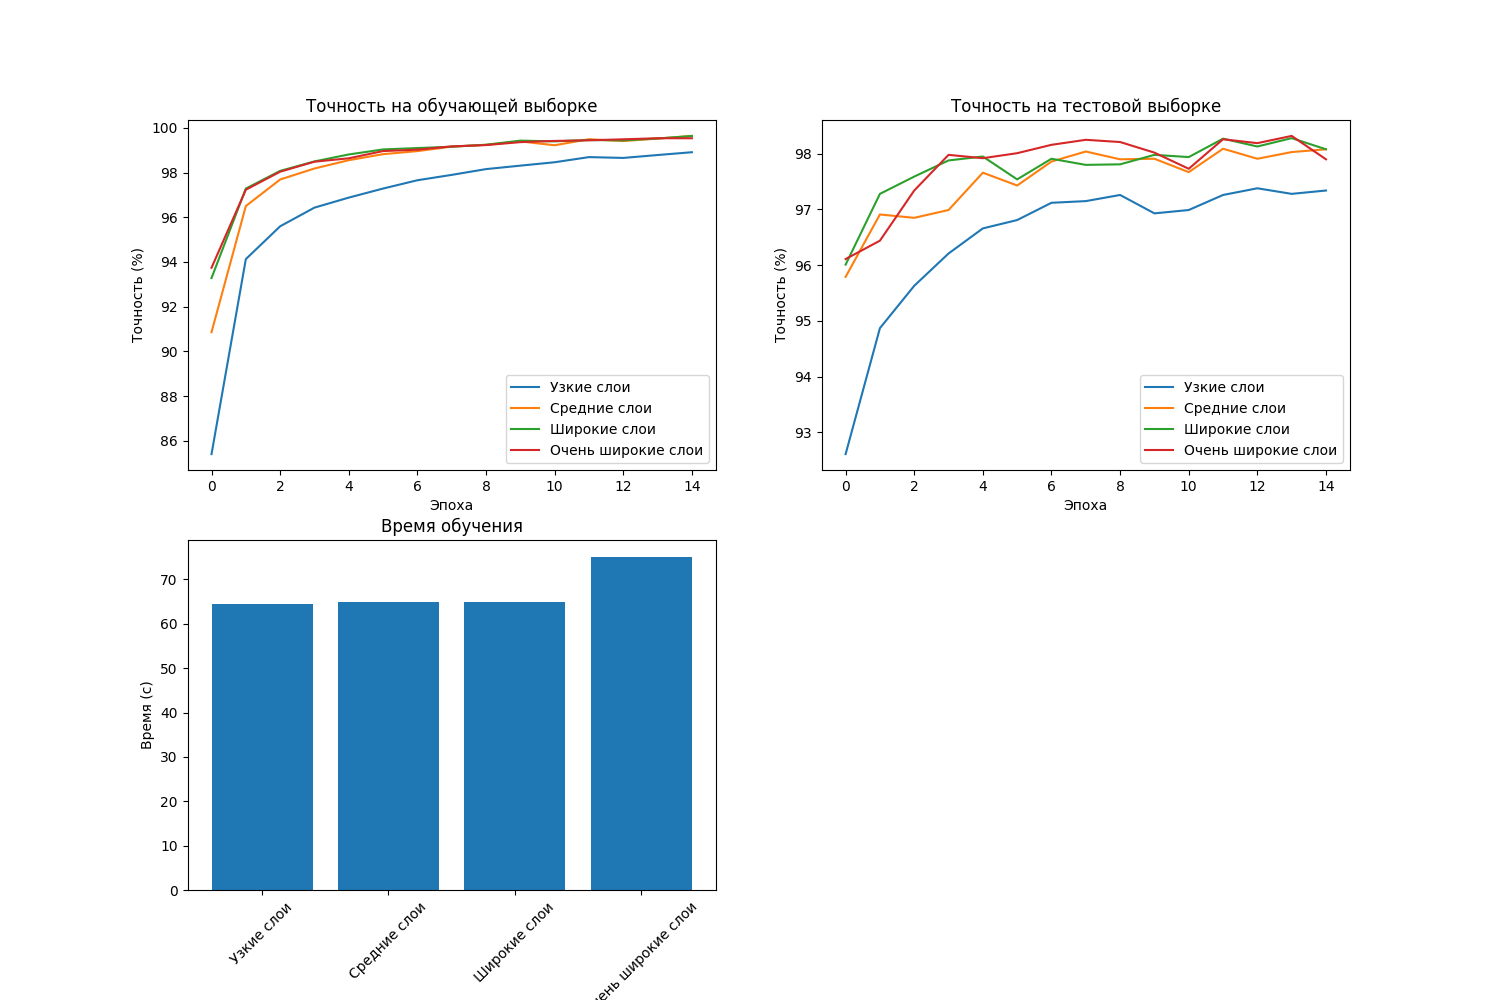 Точность на обучающей выборке
Точность (%)
100
98
96
94
92
90
88
86
0 2 4 6 8 10 12 14
Эпоха
Узкие слои
Средние слои
Широкие слои
Очень широкие слои
Точность на тестовой выборке
Точность (%)
98
97
96
95
94
93
0 2 4 6 8 10 12 14
Эпоха
Узкие слои
Средние слои
Широкие слои
Очень широкие слои
Время обучения
Время (с)
70
60
50
40
30
20
10
0
Узкие слои
Средние слои
Широкие слои
широкие слои